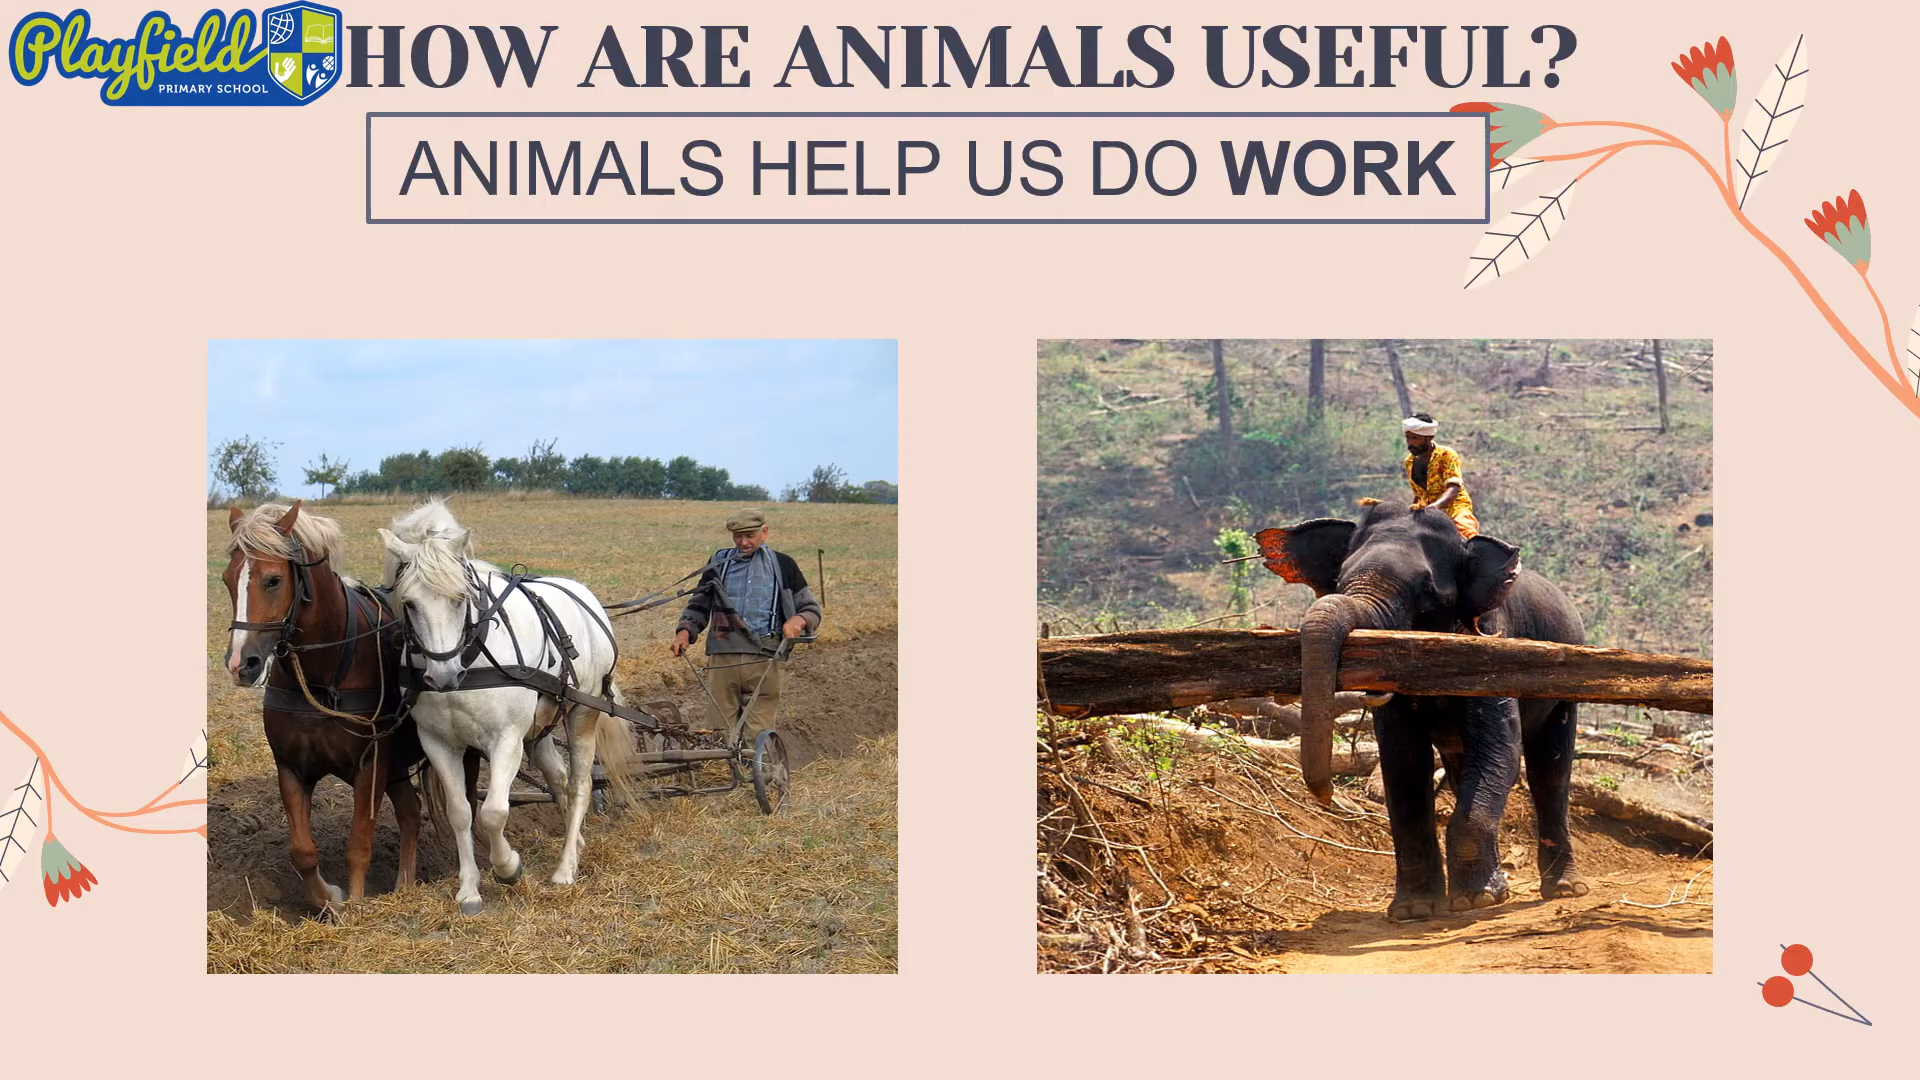 Playfield
PRIMARY SCHOOL
HOW ARE ANIMALS USEFUL?
ANIMALS HELP US DO WORK